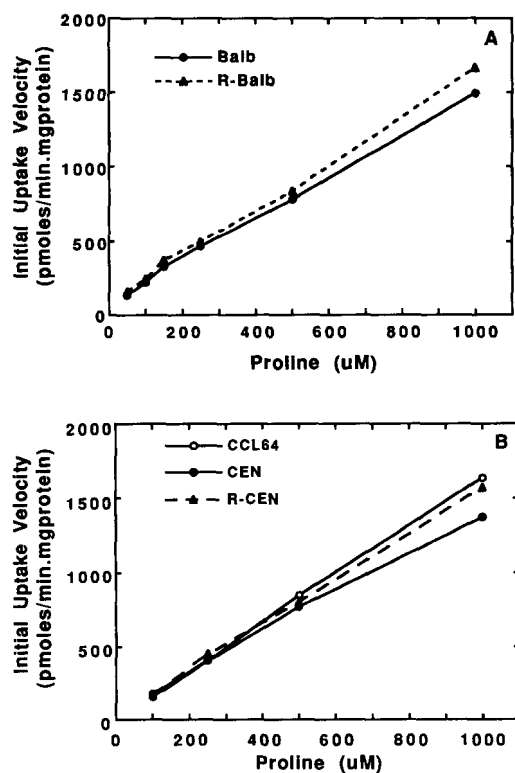 A
Balb
R-Balb
2000
1500
1000
500
0
Initial Uptake Velocity
(pmoles/min.mgprotein)
0 200 400 600 800 1000
Proline (uM)
B
CCL64
CEN
R-CEN
2000
1500
1000
500
0
Initial Uptake Velocity
(pmoles/min.mgprotein)
0 200 400 600 800 1000
Proline (uM)